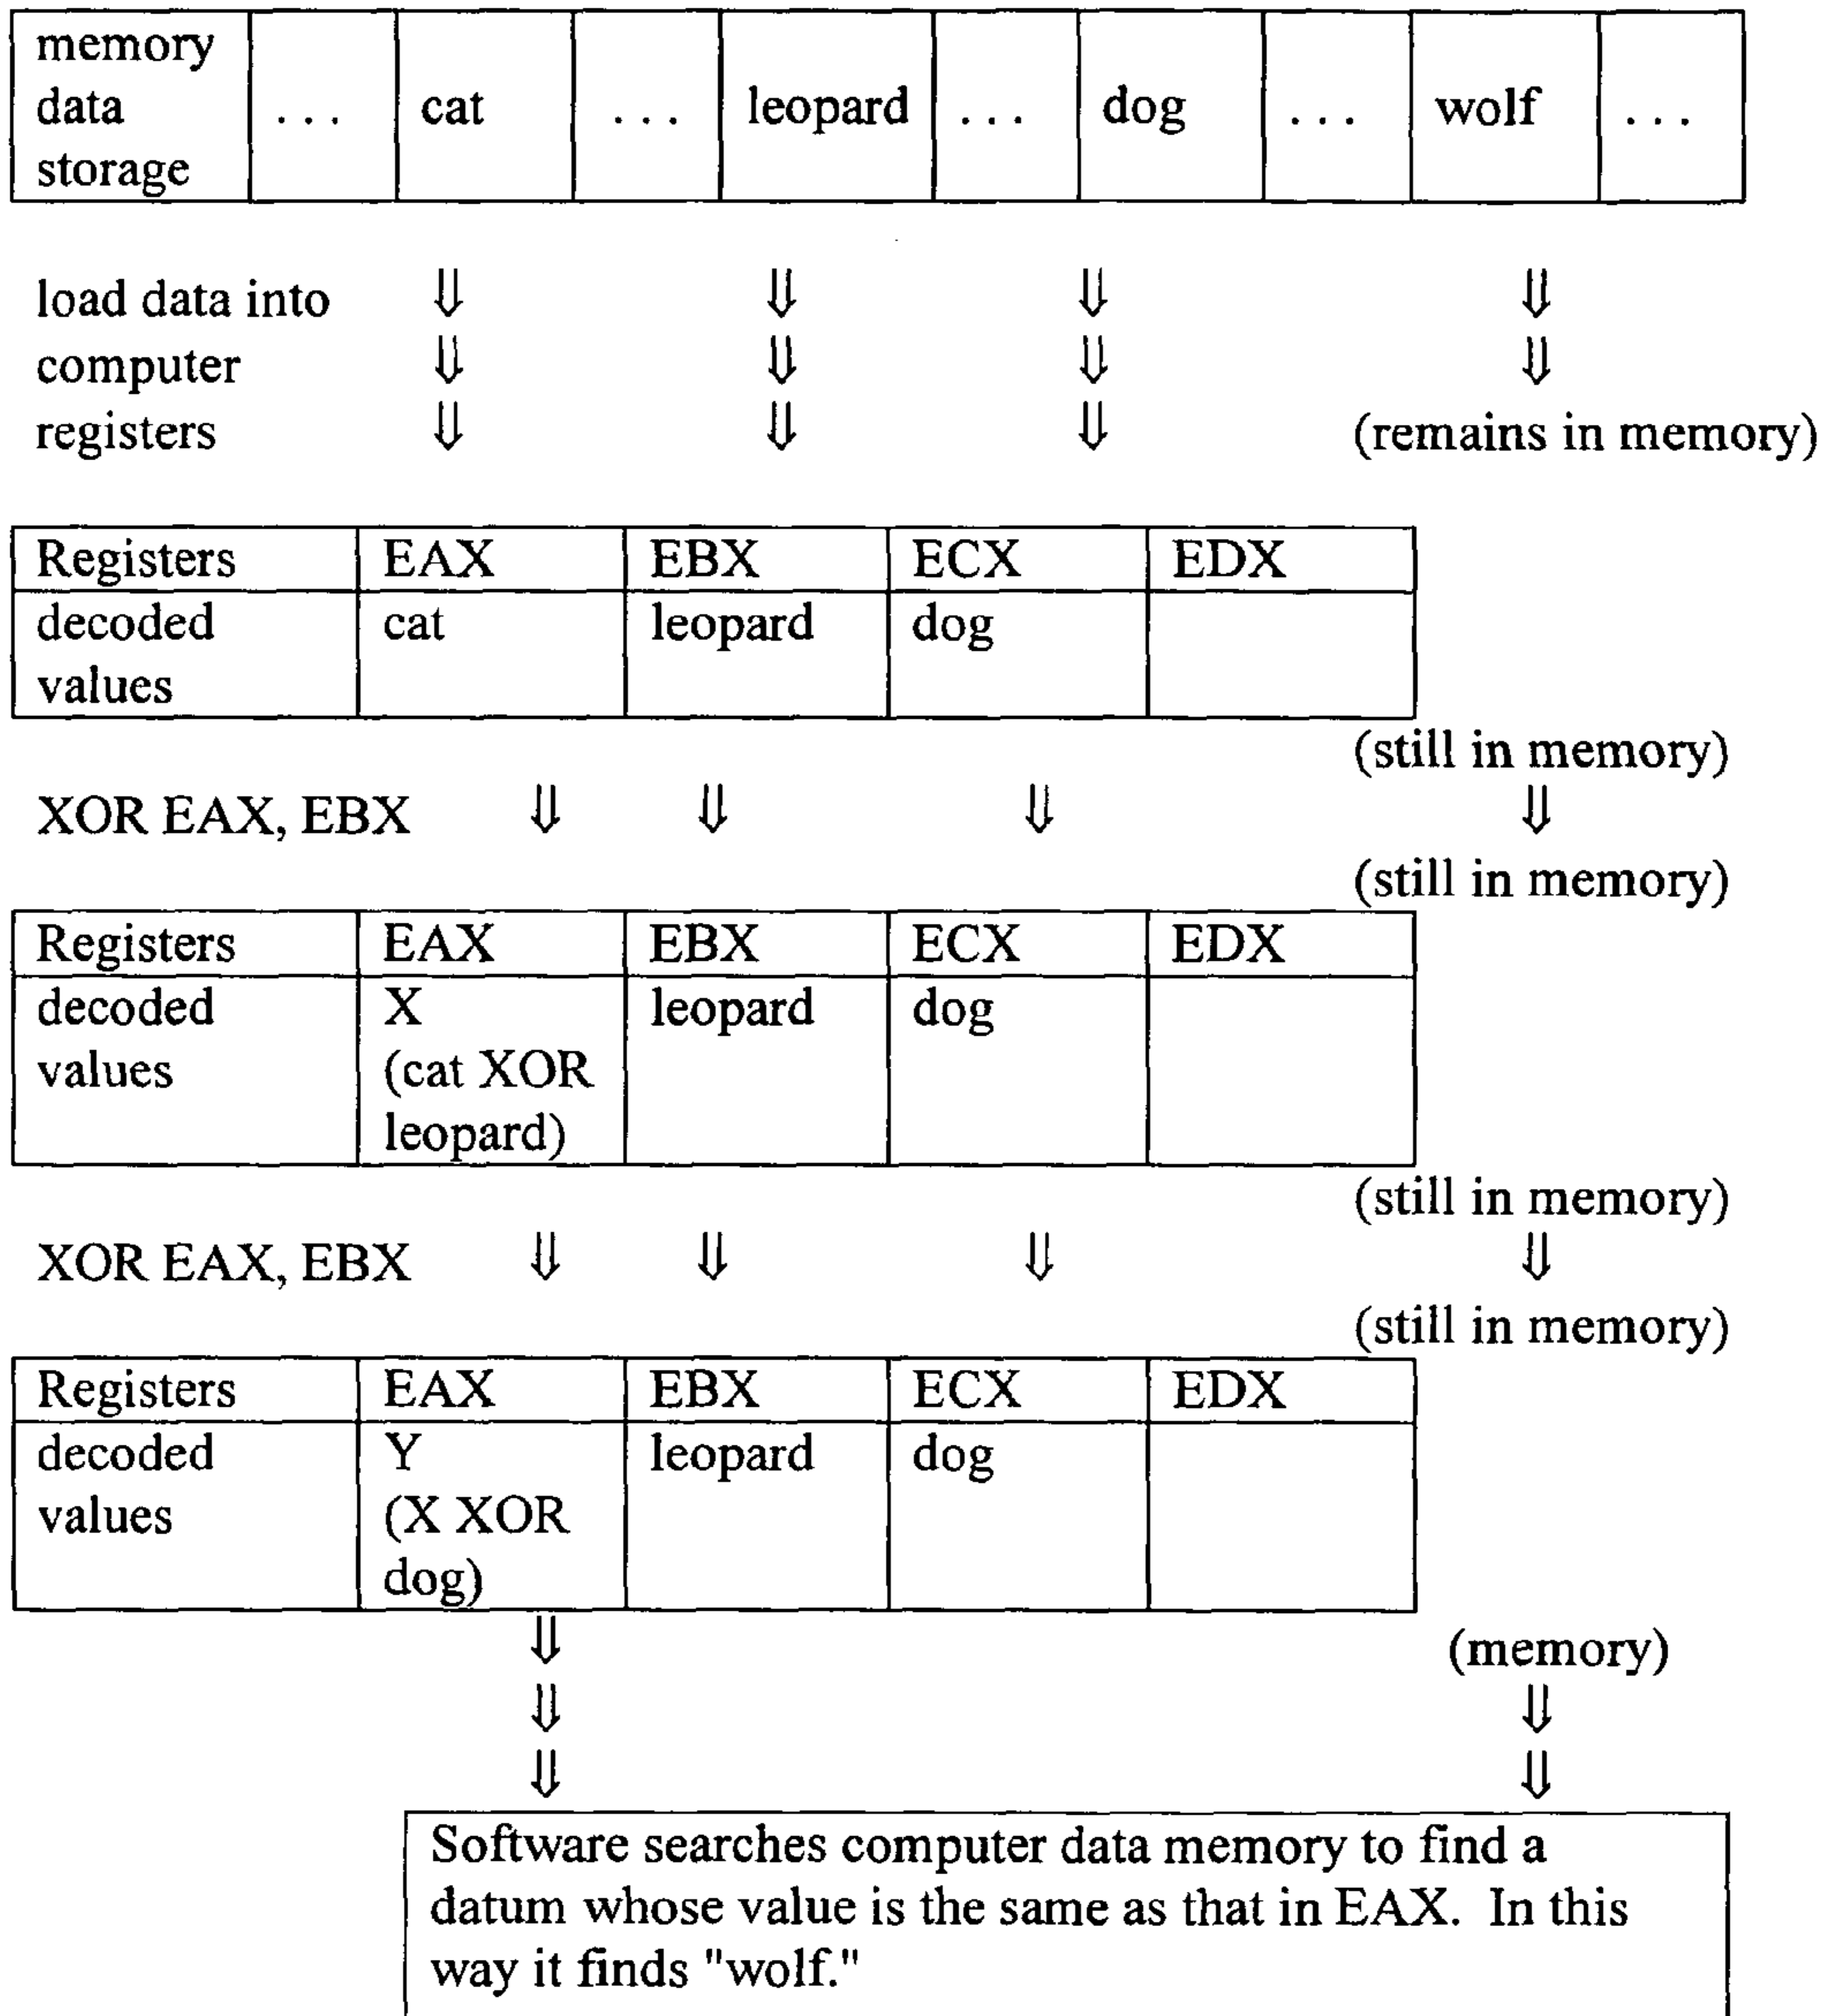 memory
data
storage
... cat ... leopard ... dog ... wolf ...
load data into
computer
registers
(remains in memory)
Registers EAX EBX ECX EDX
decoded cat leopard dog
values
(still in memory)
XOR EAX, EBX
(still in memory)
Registers EAX EBX ECX EDX
decoded X leopard dog
values (cat XOR
leopard)
(still in memory)
XOR EAX, EBX
(still in memory)
Registers EAX EBX ECX EDX
decoded Y leopard dog
values (X XOR
dog)
(memory)
Software searches computer data memory to find a
datum whose value is the same as that in EAX. In this
way it finds "wolf."